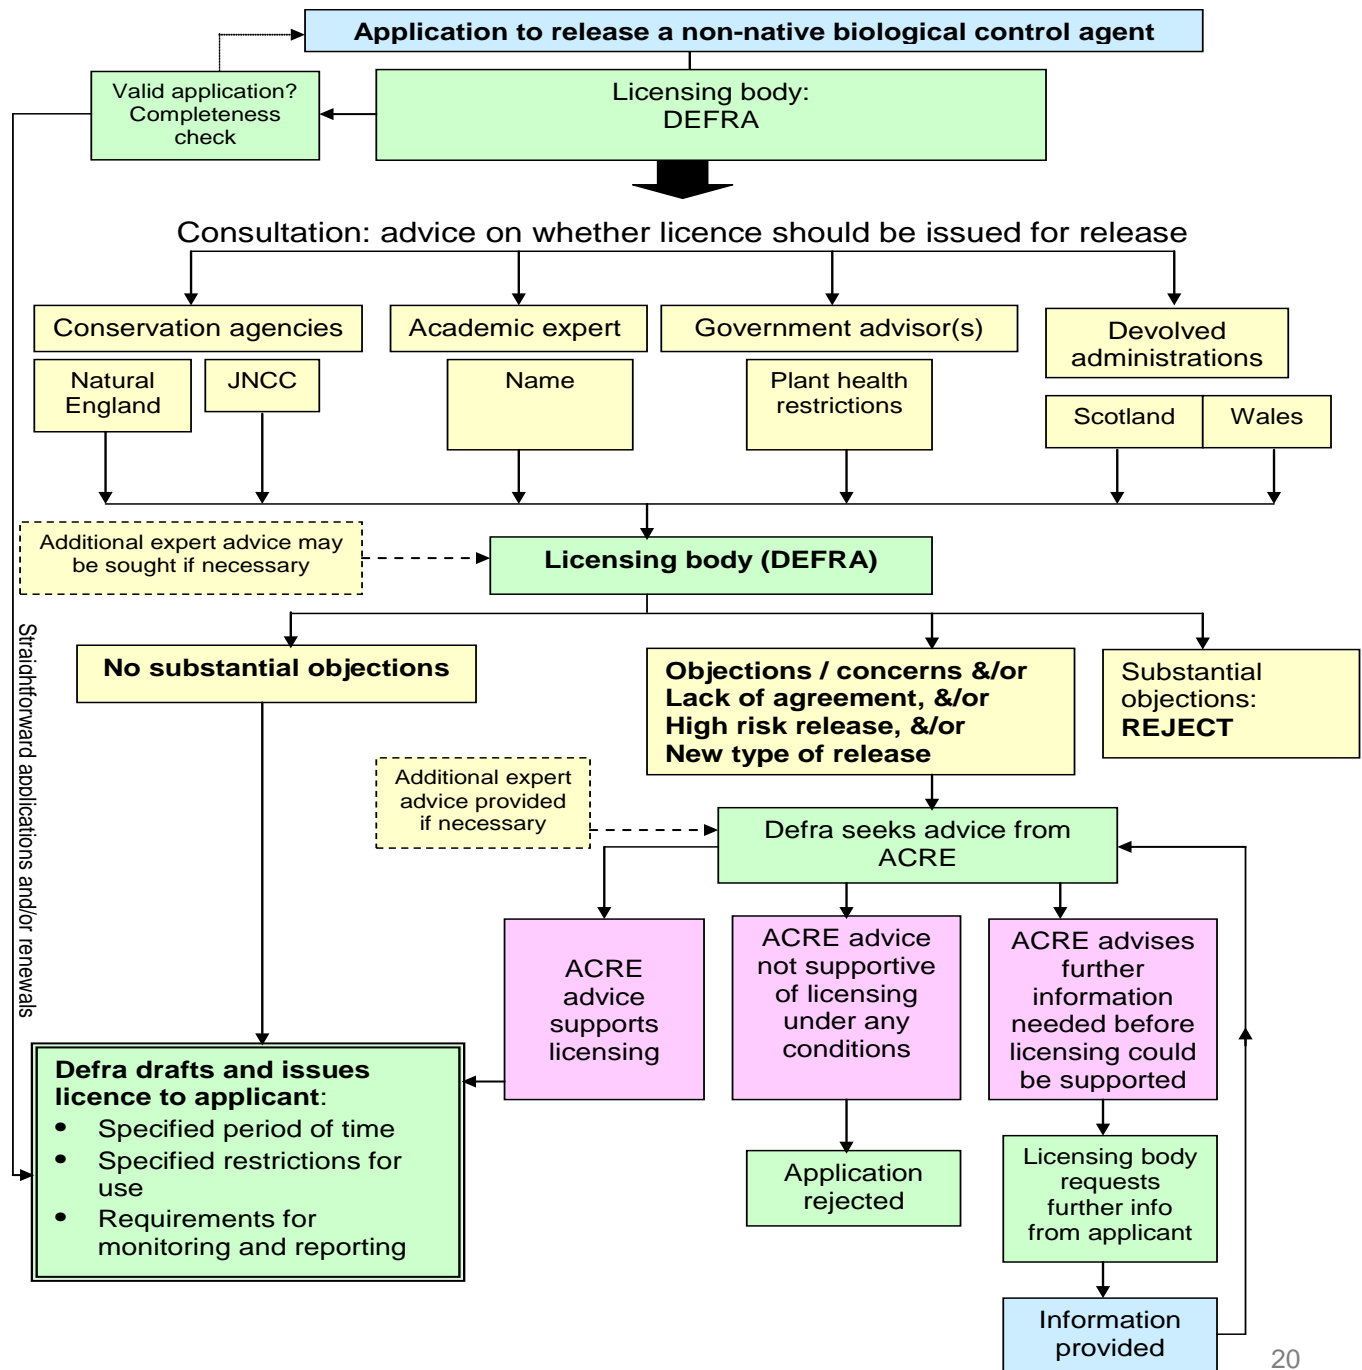 Application to release a non-native biological control agent
Valid application?
Completeness
check
Licensing body:
DEFRA
Consultation: advice on whether licence should be issued for release
Conservation agencies
Academic expert
Government advisor(s)
Devolved
administrations
Natural
England
JNCC
Name
Plant health
restrictions
Scotland
Wales
Additional expert advice may
be sought if necessary
Licensing body (DEFRA)
Straightforward applications and/or renewals
No substantial objections
Objections / concerns &/or
Lack of agreement, &/or
High risk release, &/or
New type of release
Substantial
objections:
REJECT
Additional expert
advice provided
if necessary
Defra seeks advice from
ACRE
ACRE
advice
supports
licensing
ACRE advice
not supportive
of licensing
under any
conditions
ACRE advises
further
information
needed before
licensing could
be supported
Defra drafts and issues
licence to applicant:
• Specified period of time
• Specified restrictions for
use
• Requirements for
monitoring and reporting
Application
rejected
Licensing body
requests
further info
from applicant
Information
provided
20